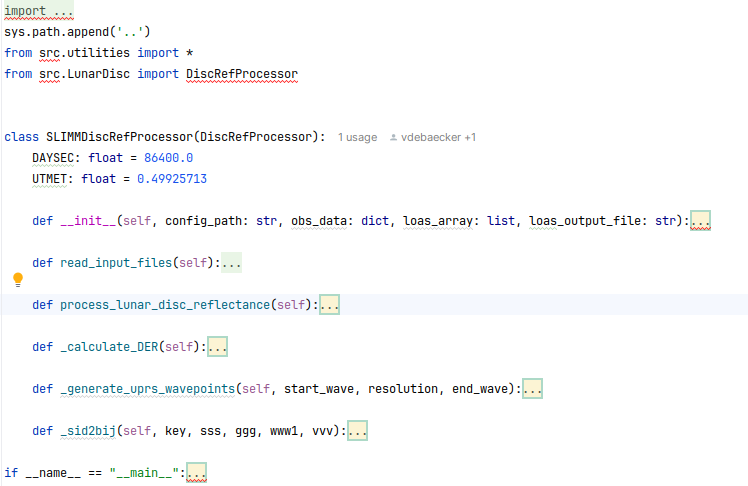 import ...
sys.path.append('..')
from src.utilities import *
from src.LunarDisc import DiscRefProcessor
class SLIMMDiscRefProcessor(DiscRefProcessor): 1 usage vdebaecker +1
DAYSEC: float = 86400.0
UTMET: float = 0.49925713
def __init__(self, config_path: str, obs_data: dict, loas_array: list, loas_output_file: str):...
def read_input_files(self):...
def process_lunar_disc_reflectance(self):...
def _calculate_DER(self):...
def _generate_uprs_wavepoints(self, start_wave, resolution, end_wave):...
def _sid2bij(self, key, sss, ggg, www1, vvv):...
if __name__ == "__main__":...